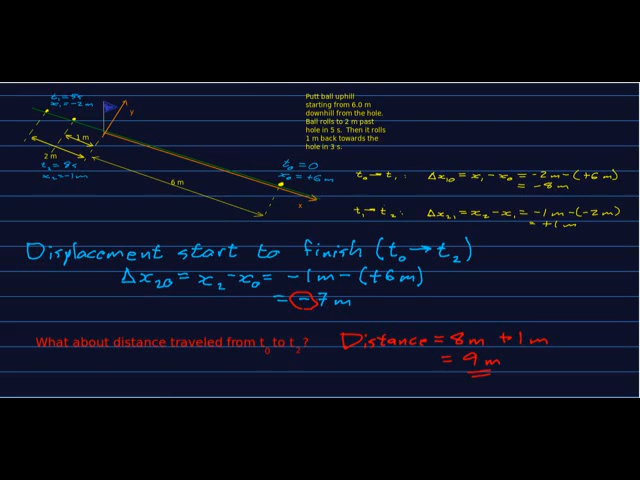 t₁ = 5s
x₁ = -2 m
y
1 m
2 m
t₂ = 8s
x₂ = -1m
6 m
t₀ = 0
x₀ = +6 m
x
Putt ball uphill
starting from 6.0 m
downhill from the hole.
Ball rolls to 2 m past
hole in 5 s. Then it rolls
1 m back towards the
hole in 3 s.
t₀ → t₁ : Δx₁₀ = x₁ - x₀ = -2 m - (+6 m)
= -8 m
t₁ → t₂ : Δx₂₁ = x₂ - x₁ = -1 m - (-2 m)
= +1 m
Displacement start to finish (t₀ → t₂)
Δx₂₀ = x₂ - x₀ = -1 m - (+6 m)
= -7 m
What about distance traveled from t₀ to t₂?
Distance = 8 m + 1 m
= 9 m